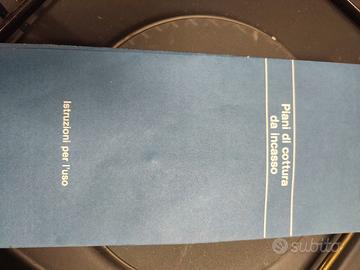 Piani di cottura
da incasso
Istruzioni per l'uso
subito